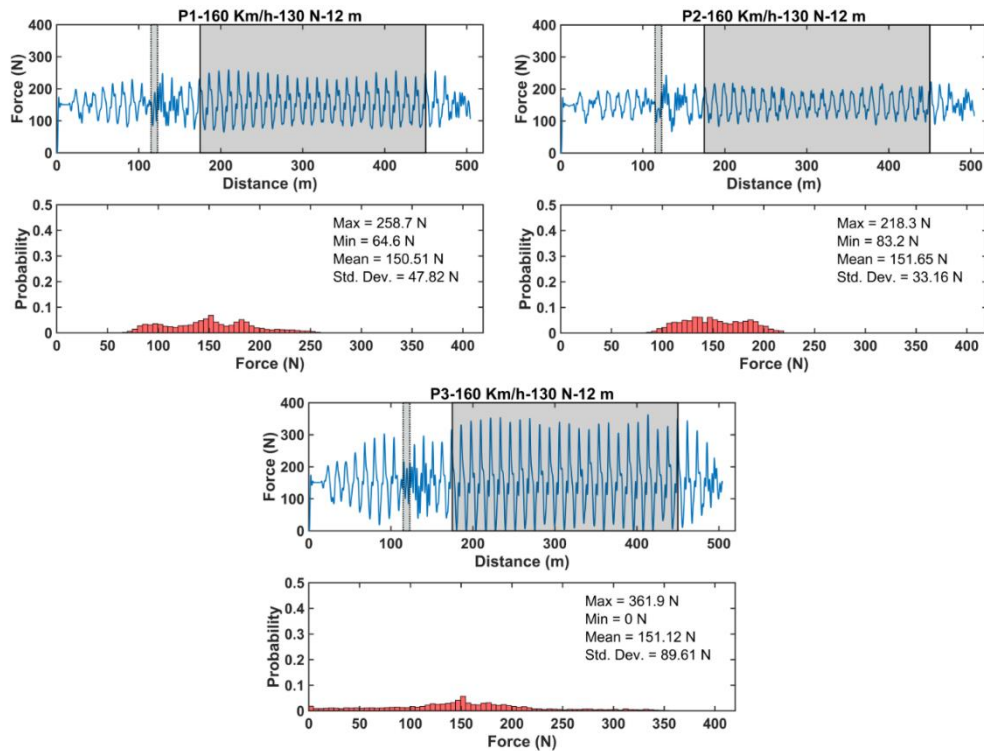 P1-160 Km/h-130 N-12 m
400
300
200
100
0
Force (N)
0 100 200 300 400 500
Distance (m)
0.5
0.4
0.3
0.2
0.1
0
Probability
Max = 258.7 N
Min = 64.6 N
Mean = 150.51 N
Std. Dev. = 47.82 N
0 50 100 150 200 250 300 350 400
Force (N)
P2-160 Km/h-130 N-12 m
400
300
200
100
0
Force (N)
0 100 200 300 400 500
Distance (m)
0.5
0.4
0.3
0.2
0.1
0
Probability
Max = 218.3 N
Min = 83.2 N
Mean = 151.65 N
Std. Dev. = 33.16 N
0 50 100 150 200 250 300 350 400
Force (N)
P3-160 Km/h-130 N-12 m
400
300
200
100
0
Force (N)
0 100 200 300 400 500
Distance (m)
0.5
0.4
0.3
0.2
0.1
0
Probability
Max = 361.9 N
Min = 0 N
Mean = 151.12 N
Std. Dev. = 89.61 N
0 50 100 150 200 250 300 350 400
Force (N)